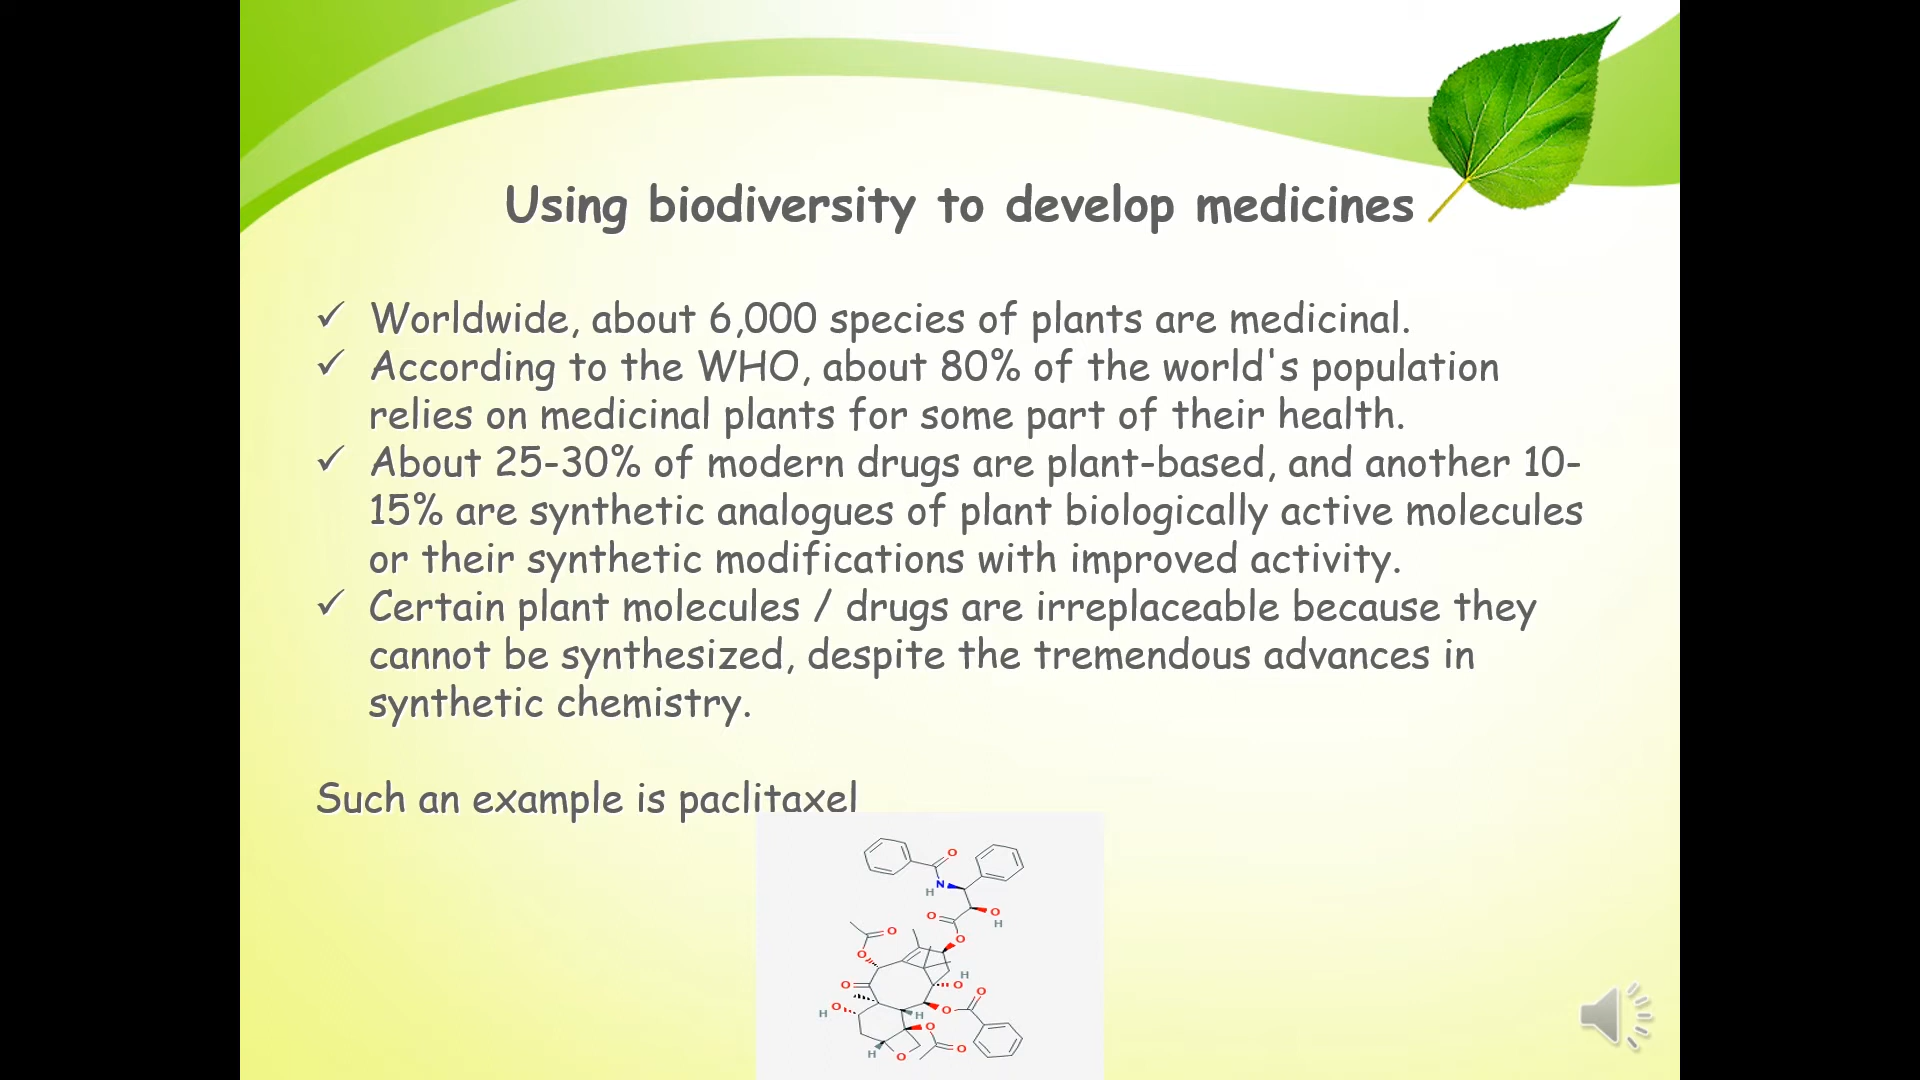 Using biodiversity to develop medicines
✓ Worldwide, about 6,000 species of plants are medicinal.
✓ According to the WHO, about 80% of the world's population
relies on medicinal plants for some part of their health.
✓ About 25-30% of modern drugs are plant-based, and another 10-
15% are synthetic analogues of plant biologically active molecules
or their synthetic modifications with improved activity.
✓ Certain plant molecules / drugs are irreplaceable because they
cannot be synthesized, despite the tremendous advances in
synthetic chemistry.
Such an example is paclitaxel
O
N
H
O
O
H
O
O
O
H
O
O
O
H
O
O
H
O
O
O
H
O